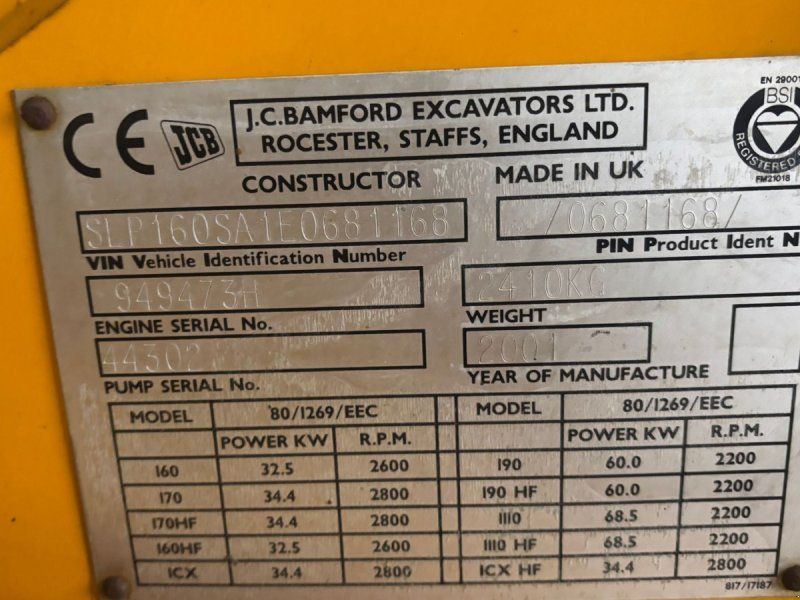 EN 29001
BSI
REGISTERED
FM21018
CE JCB J.C.BAMFORD EXCAVATORS LTD.
ROCESTER, STAFFS, ENGLAND
CONSTRUCTOR MADE IN UK
SLP160SA1E0681168 /0681168/
VIN Vehicle Identification Number PIN Product Ident N
949473H 2410KG
ENGINE SERIAL No. WEIGHT
44302 2001
PUMP SERIAL No. YEAR OF MANUFACTURE
MODEL 80/1269/EEC MODEL 80/1269/EEC
POWER KW R.P.M. POWER KW R.P.M.
160 32.5 2600 190 60.0 2200
170 34.4 2800 190 HF 60.0 2200
170HF 34.4 2800 1110 68.5 2200
160HF 32.5 2600 1110 HF 68.5 2200
1CX 34.4 2800 1CX HF 34.4 2800
817/17187